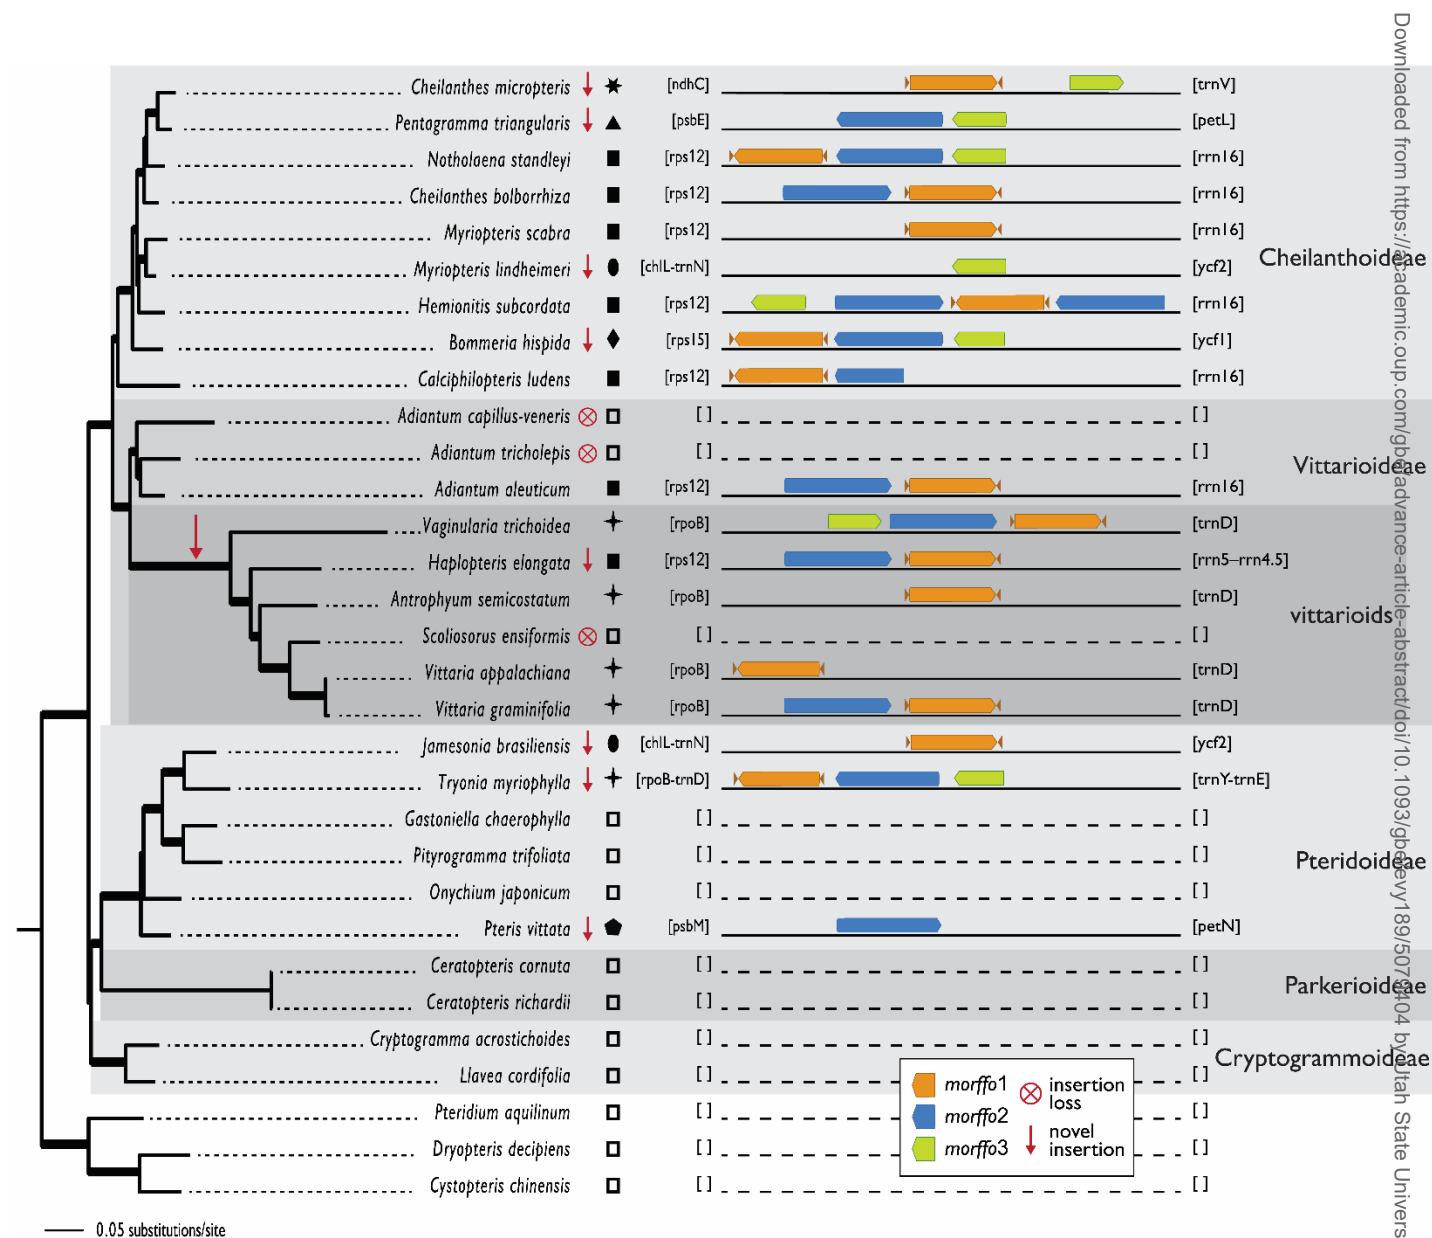 Cheilanthes micropteris [ndhC] [trnV]
Pentagramma triangularis [psbE] [petL]
Notholaena standleyi [rps12] [rrn16]
Cheilanthes bolborrhiza [rps12] [rrn16]
Myriopteris scabra [rps12] [rrn16]
Cheilanthoideae
Myriopteris lindheimeri [chlL-trnN] [ycf2]
Hemionitis subcordata [rps12] [rrn16]
Bommeria hispida [rps15] [ycf1]
Calciphilopteris ludens [rps12] [rrn16]
Adiantum capillus-veneris [ ] [ ]
Adiantum tricholepis [ ] [ ]
Vittarioideae
Adiantum aleuticum [rps12] [rrn16]
Vaginularia trichoidea [rpoB] [trnD]
Haplopteris elongata [rps12] [rrn5–rrn4.5]
Antrophyum semicostatum [rpoB] [trnD]
vittarioids
Scoliosorus ensiformis [ ] [ ]
Vittaria appalachiana [rpoB] [trnD]
Vittaria graminifolia [rpoB] [trnD]
Jamesonia brasiliensis [chlL-trnN] [ycf2]
Tryonia myriophylla [rpoB-trnD] [trnY-trnE]
Gastoniella chaerophylla [ ] [ ]
Pityrogramma trifoliata [ ] [ ]
Pteridoideae
Onychium japonicum [ ] [ ]
Pteris vittata [psbM] [petN]
Ceratopteris cornuta [ ] [ ]
Parkerioideae
Ceratopteris richardii [ ] [ ]
Cryptogramma acrostichoides [ ] [ ]
Cryptogrammoideae
Llavea cordifolia [ ] [ ]
Pteridium aquilinum [ ] [ ]
Dryopteris decipiens [ ] [ ]
Cystopteris chinensis [ ] [ ]
morffo1
morffo2
morffo3
insertion
loss
novel
insertion
0.05 substitutions/site
Downloaded from https://academic.oup.com/gbe/advance-article-abstract/doi/10.1093/gbe/evy189/5079404 by Utah State Univers